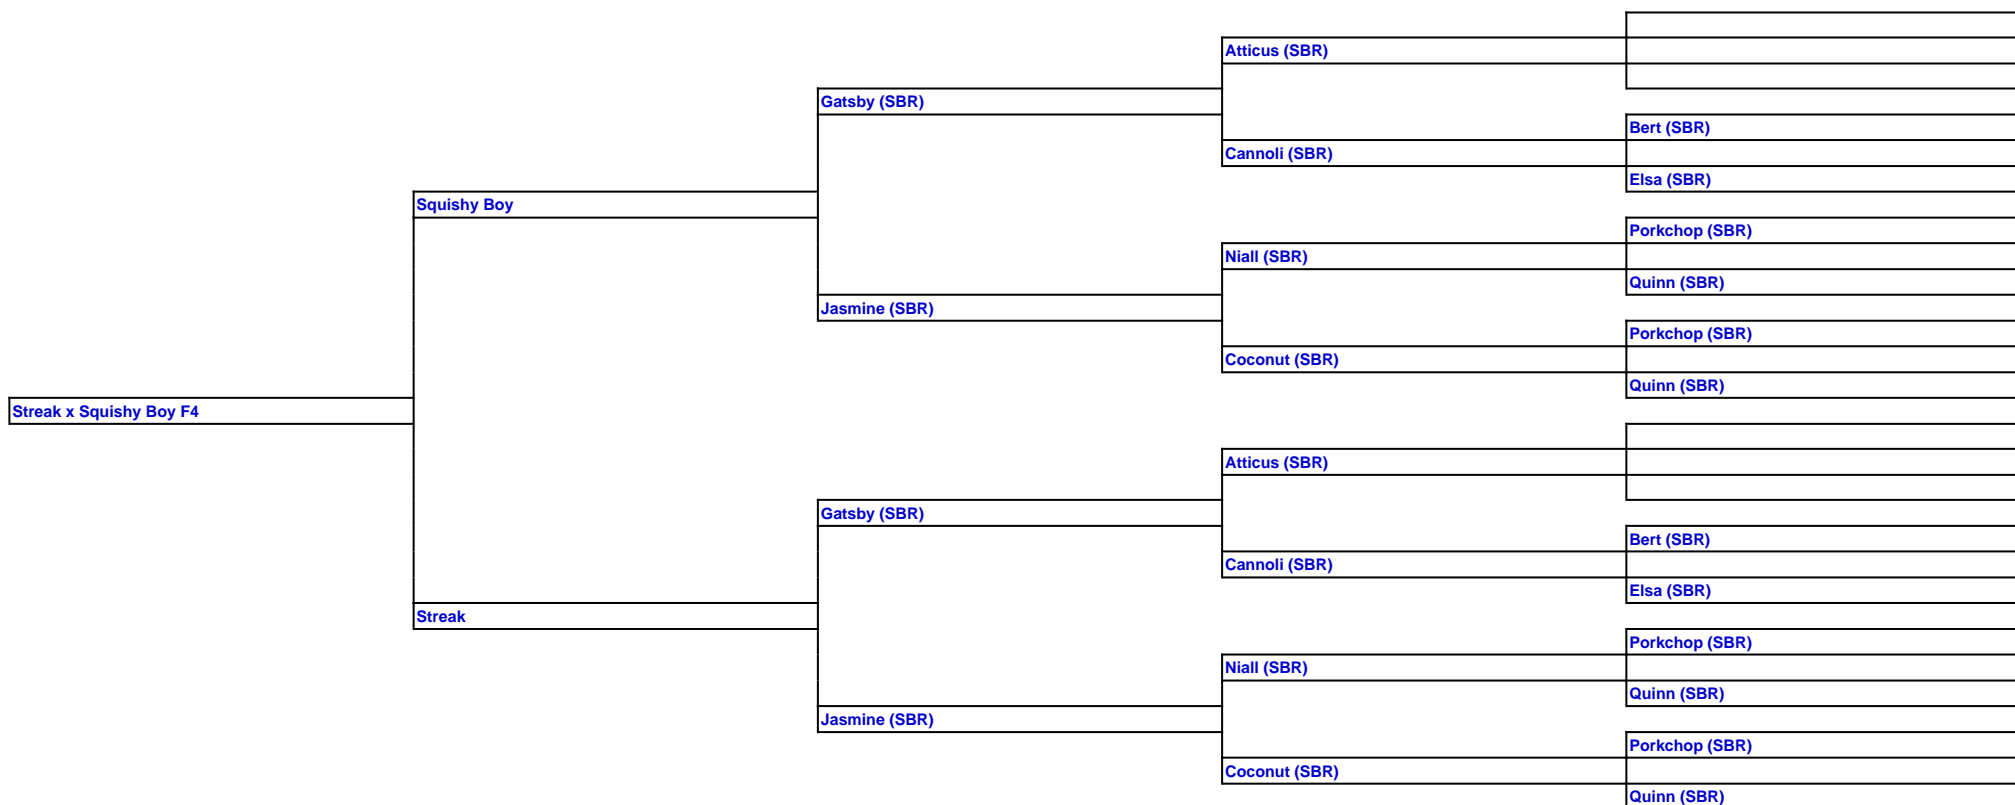 Atticus (SBR)
Gatsby (SBR)
Bert (SBR)
Cannoli (SBR)
Elsa (SBR)
Squishy Boy
Porkchop (SBR)
Niall (SBR)
Quinn (SBR)
Jasmine (SBR)
Porkchop (SBR)
Coconut (SBR)
Quinn (SBR)
Streak x Squishy Boy F4
Atticus (SBR)
Gatsby (SBR)
Bert (SBR)
Cannoli (SBR)
Elsa (SBR)
Streak
Porkchop (SBR)
Niall (SBR)
Quinn (SBR)
Jasmine (SBR)
Porkchop (SBR)
Coconut (SBR)
Quinn (SBR)